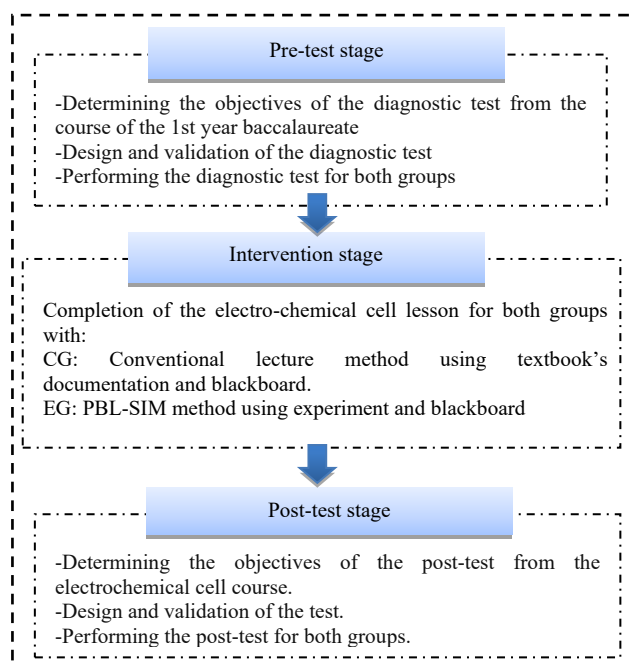 Pre-test stage
-Determining the objectives of the diagnostic test from the
course of the 1st year baccalaureate
-Design and validation of the diagnostic test
-Performing the diagnostic test for both groups
Intervention stage
Completion of the electro-chemical cell lesson for both groups
with:
CG: Conventional lecture method using textbook's
documentation and blackboard.
EG: PBL-SIM method using experiment and blackboard
Post-test stage
-Determining the objectives of the post-test from the
electrochemical cell course.
-Design and validation of the test.
-Performing the post-test for both groups.